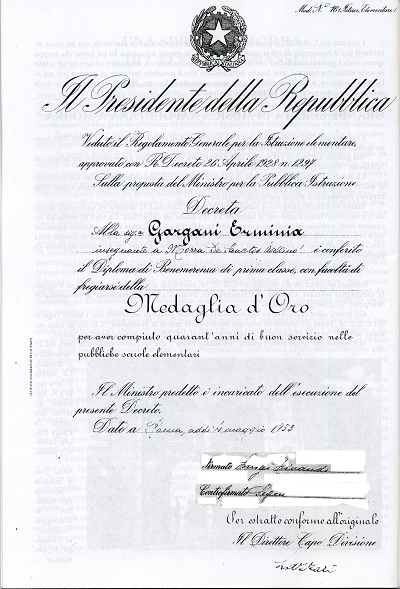 Mod. N.° 76 (Istruz. Elementare)
REPUBBLICA ITALIANA
Il Presidente della Repubblica
Veduto il Regolamento Generale per la Istruzione elementare,
approvato con R. Decreto 26 Aprile 1928 n. 1297
Sulla proposta del Ministro per la Pubblica Istruzione
Decreta
Alla sig.a Gargani Erminia
insegnante a Morra De Sanctis Avellino è conferito
il Diploma di Benemerenza di prima classe, con facoltà di
fregiarsi della
Medaglia d'Oro
per aver compiuto quarant'anni di buon servizio nelle
pubbliche scuole elementari
Il Ministro predetto è incaricato dell'esecuzione del
presente Decreto.
Dato a Roma, addì 4 maggio 1953
Firmato Luigi Einaudi
Controfirmato Segni
Per estratto conforme all'originale
Il Direttore Capo Divisione